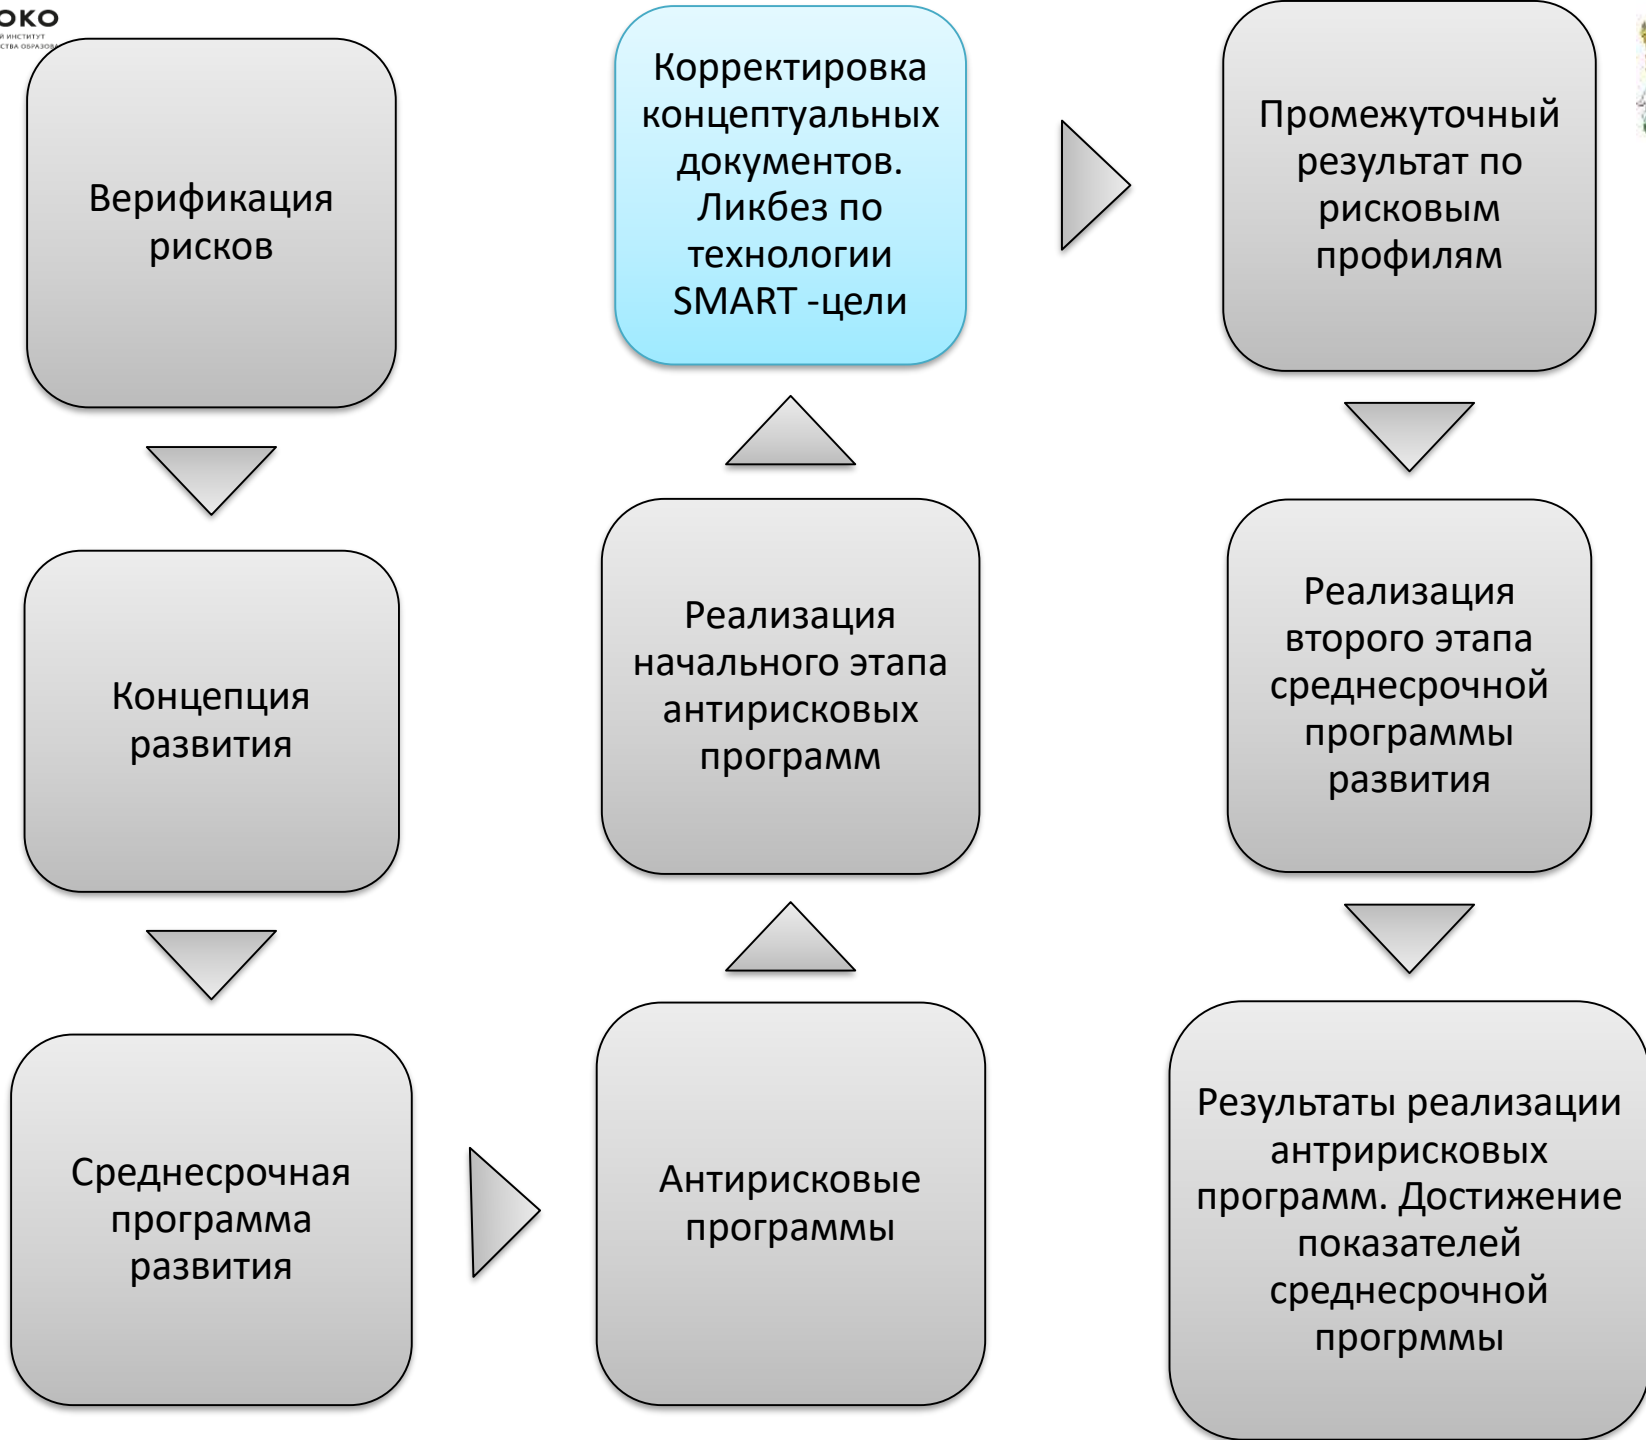 ОКО
Й ИНСТИТУТ
Верификация
рисков
Концепция
развития
Среднесрочная
программа
развития
Антирисковые
программы
Реализация
начального этапа
антирисковых
программ
Корректировка
концептуальных
документов.
Ликбез по
технологии
SMART -цели
Промежуточный
результат по
рисковым
профилям
Реализация
второго этапа
среднесрочной
программы
развития
Результаты реализации
антририсковых
программ. Достижение
показателей
среднесрочной
прогрммы